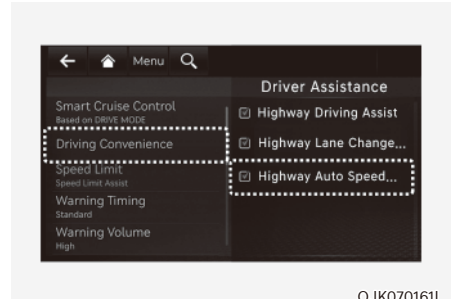 Menu
Driver Assistance
Smart Cruise Control
Based on DRIVE MODE
Driving Convenience
Speed Limit
Speed Limit Assist
Warning Timing
Standard
Warning Volume
High
Highway Driving Assist
Highway Lane Change...
Highway Auto Speed...
OJK070161L